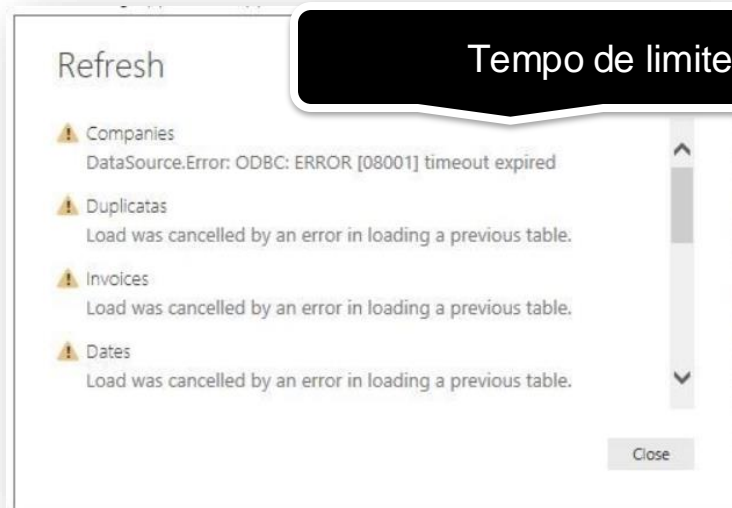 Tempo de limite
Refresh
Companies
DataSource.Error: ODBC: ERROR [08001] timeout expired
Duplicatas
Load was cancelled by an error in loading a previous table.
Invoices
Load was cancelled by an error in loading a previous table.
Dates
Load was cancelled by an error in loading a previous table.
Close